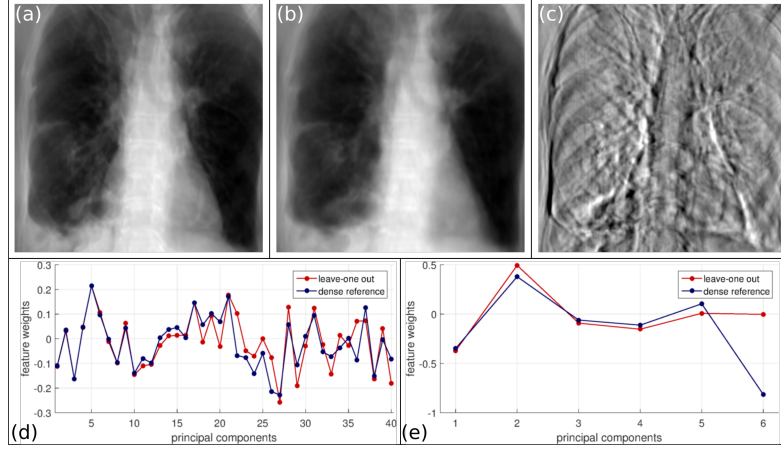 (a)
(b)
(c)
0.3
0.2
0.1
0
-0.1
-0.2
-0.3
feature weights
5
10
15
20
25
30
35
40
principal components
leave-one out
dense reference
(d)
0.5
0
-0.5
-1
feature weights
1
2
3
4
5
6
principal components
leave-one out
dense reference
(e)